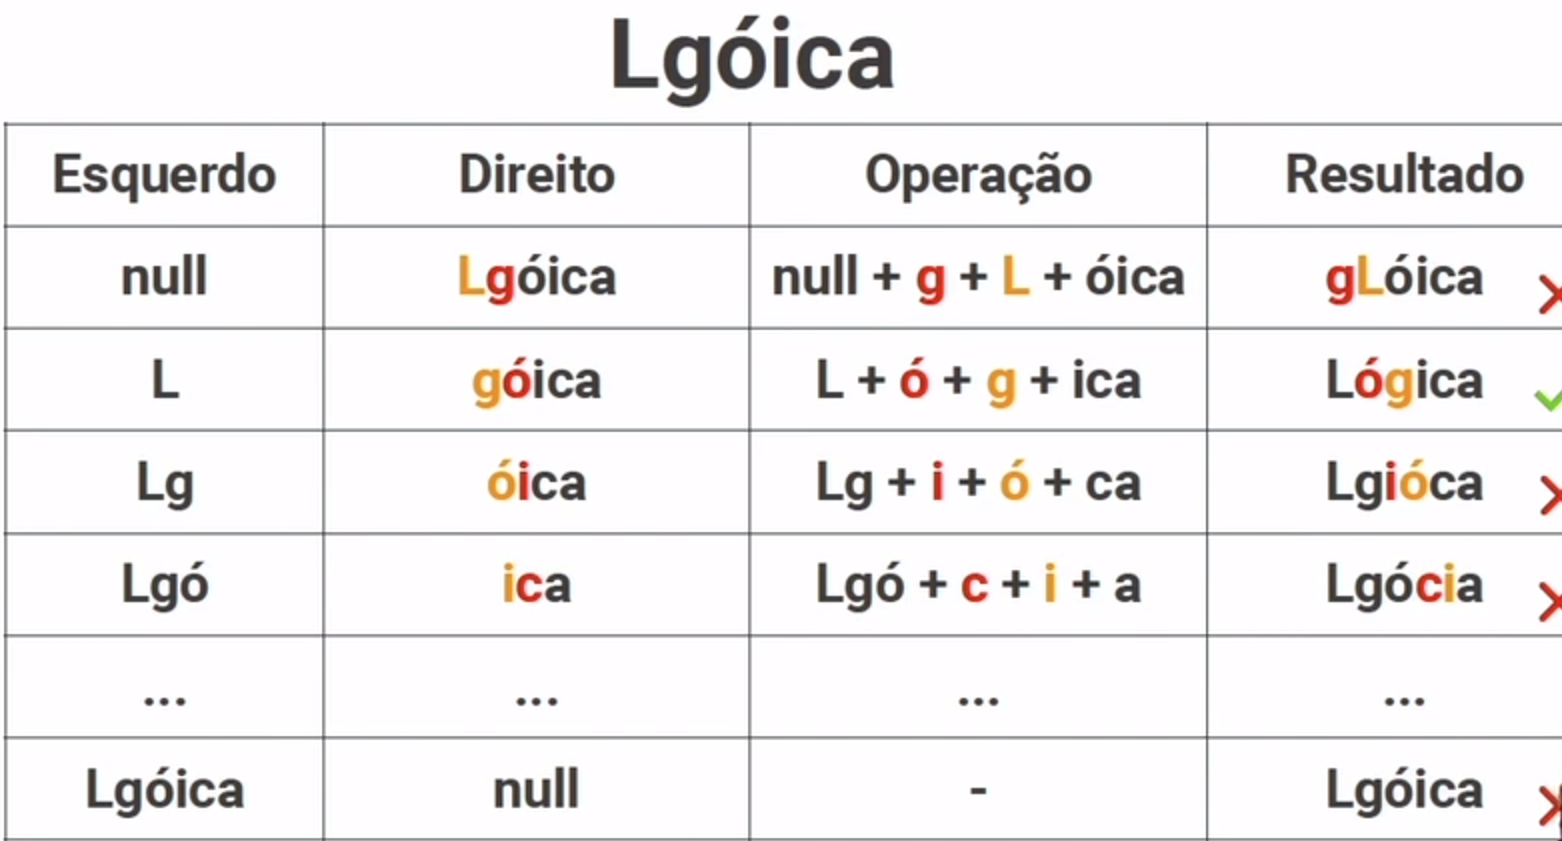 Lgóica
Esquerdo Direito Operação Resultado
null Lgóica null + g + L + óica gLóica
L góica L + ó + g + ica Lógica
Lg óica Lg + i + ó + ca Lgióca
Lgó ica Lgó + c + i + a Lgócia
... ... ... ...
Lgóica null - Lgóica